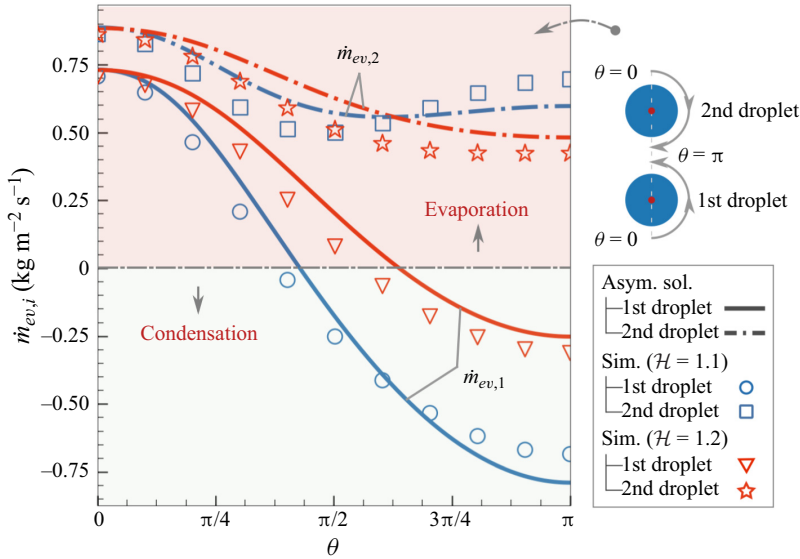 0.75
0.50
0.25
0
−0.25
−0.50
−0.75
ṁev,i (kg m−2 s−1)
ṁev,2
Evaporation
Condensation
ṁev,1
0
π/4
π/2
3π/4
π
θ
θ = 0
2nd droplet
θ = π
1st droplet
θ = 0
Asym. sol.
1st droplet
2nd droplet
Sim. (ℋ = 1.1)
1st droplet
2nd droplet
Sim. (ℋ = 1.2)
1st droplet
2nd droplet